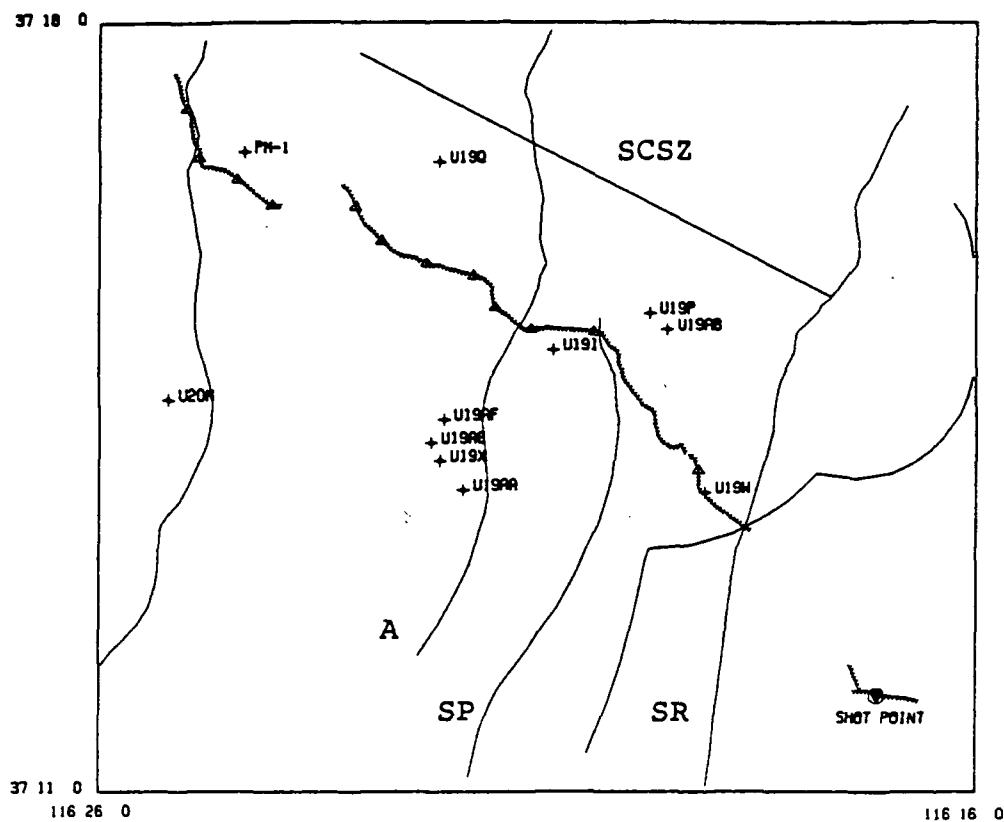 37 18 0
SCSZ
PM-1
U19Q
U19P
U19AB
U19I
U20N
U19AF
U19AE
U19X
U19AA
U19W
A
SP
SR
SHOT POINT
37 11 0
116 26 0
116 16 0